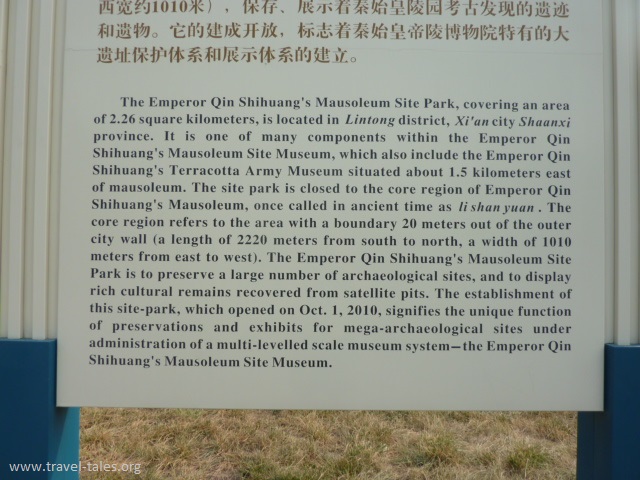 西宽约1010米），保存、展示着秦始皇陵园考古发现的遗迹
和遗物。它的建成开放，标志着秦始皇帝陵博物院特有的大
遗址保护体系和展示体系的建立。
The Emperor Qin Shihuang's Mausoleum Site Park, covering an area
of 2.26 square kilometers, is located in Lintong district, Xi'an city Shaanxi
province. It is one of many components within the Emperor Qin
Shihuang's Mausoleum Site Museum, which also include the Emperor Qin
Shihuang's Terracotta Army Museum situated about 1.5 kilometers east
of mausoleum. The site park is closed to the core region of Emperor Qin
Shihuang's Mausoleum, once called in ancient time as li shan yuan . The
core region refers to the area with a boundary 20 meters out of the outer
city wall (a length of 2220 meters from south to north, a width of 1010
meters from east to west). The Emperor Qin Shihuang's Mausoleum Site
Park is to preserve a large number of archaeological sites, and to display
rich cultural remains recovered from satellite pits. The establishment of
this site-park, which opened on Oct. 1, 2010, signifies the unique function
of preservations and exhibits for mega-archaeological sites under
administration of a multi-levelled scale museum system—the Emperor Qin
Shihuang's Mausoleum Site Museum.
www.travel-tales.org